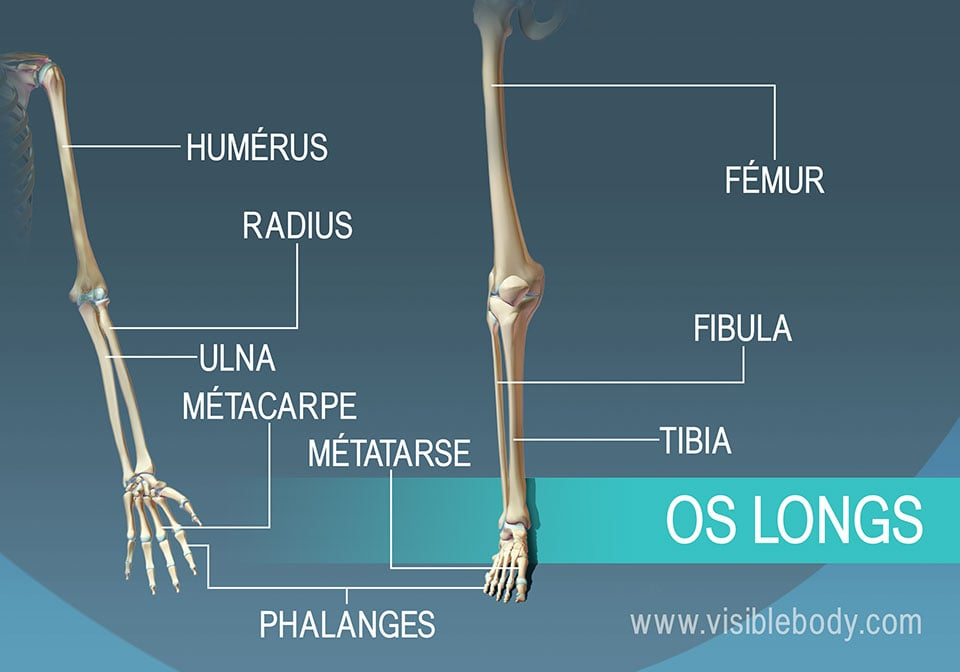 HUMÉRUS
FÉMUR
RADIUS
FIBULA
ULNA
MÉTACARPE
TIBIA
MÉTATARSE
OS LONGS
PHALANGES
www.visiblebody.com